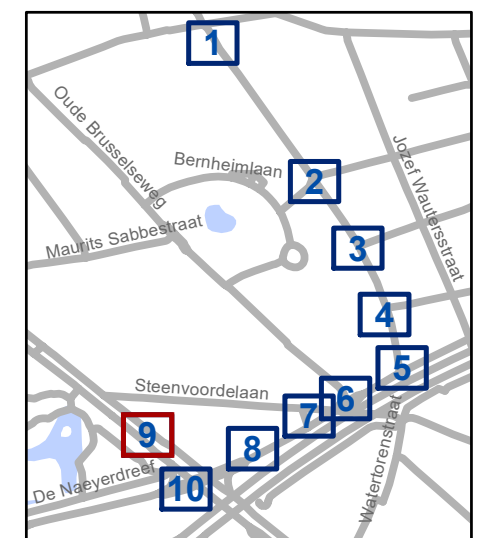 1
Oude Brusselseweg
Bernheimlaan
2
Jozef Wautersstraat
Maurits Sabbestraat
3
4
5
Steenvoordelaan
6
7
9
8
Watertorenstraat
De Naeyerdreef
10